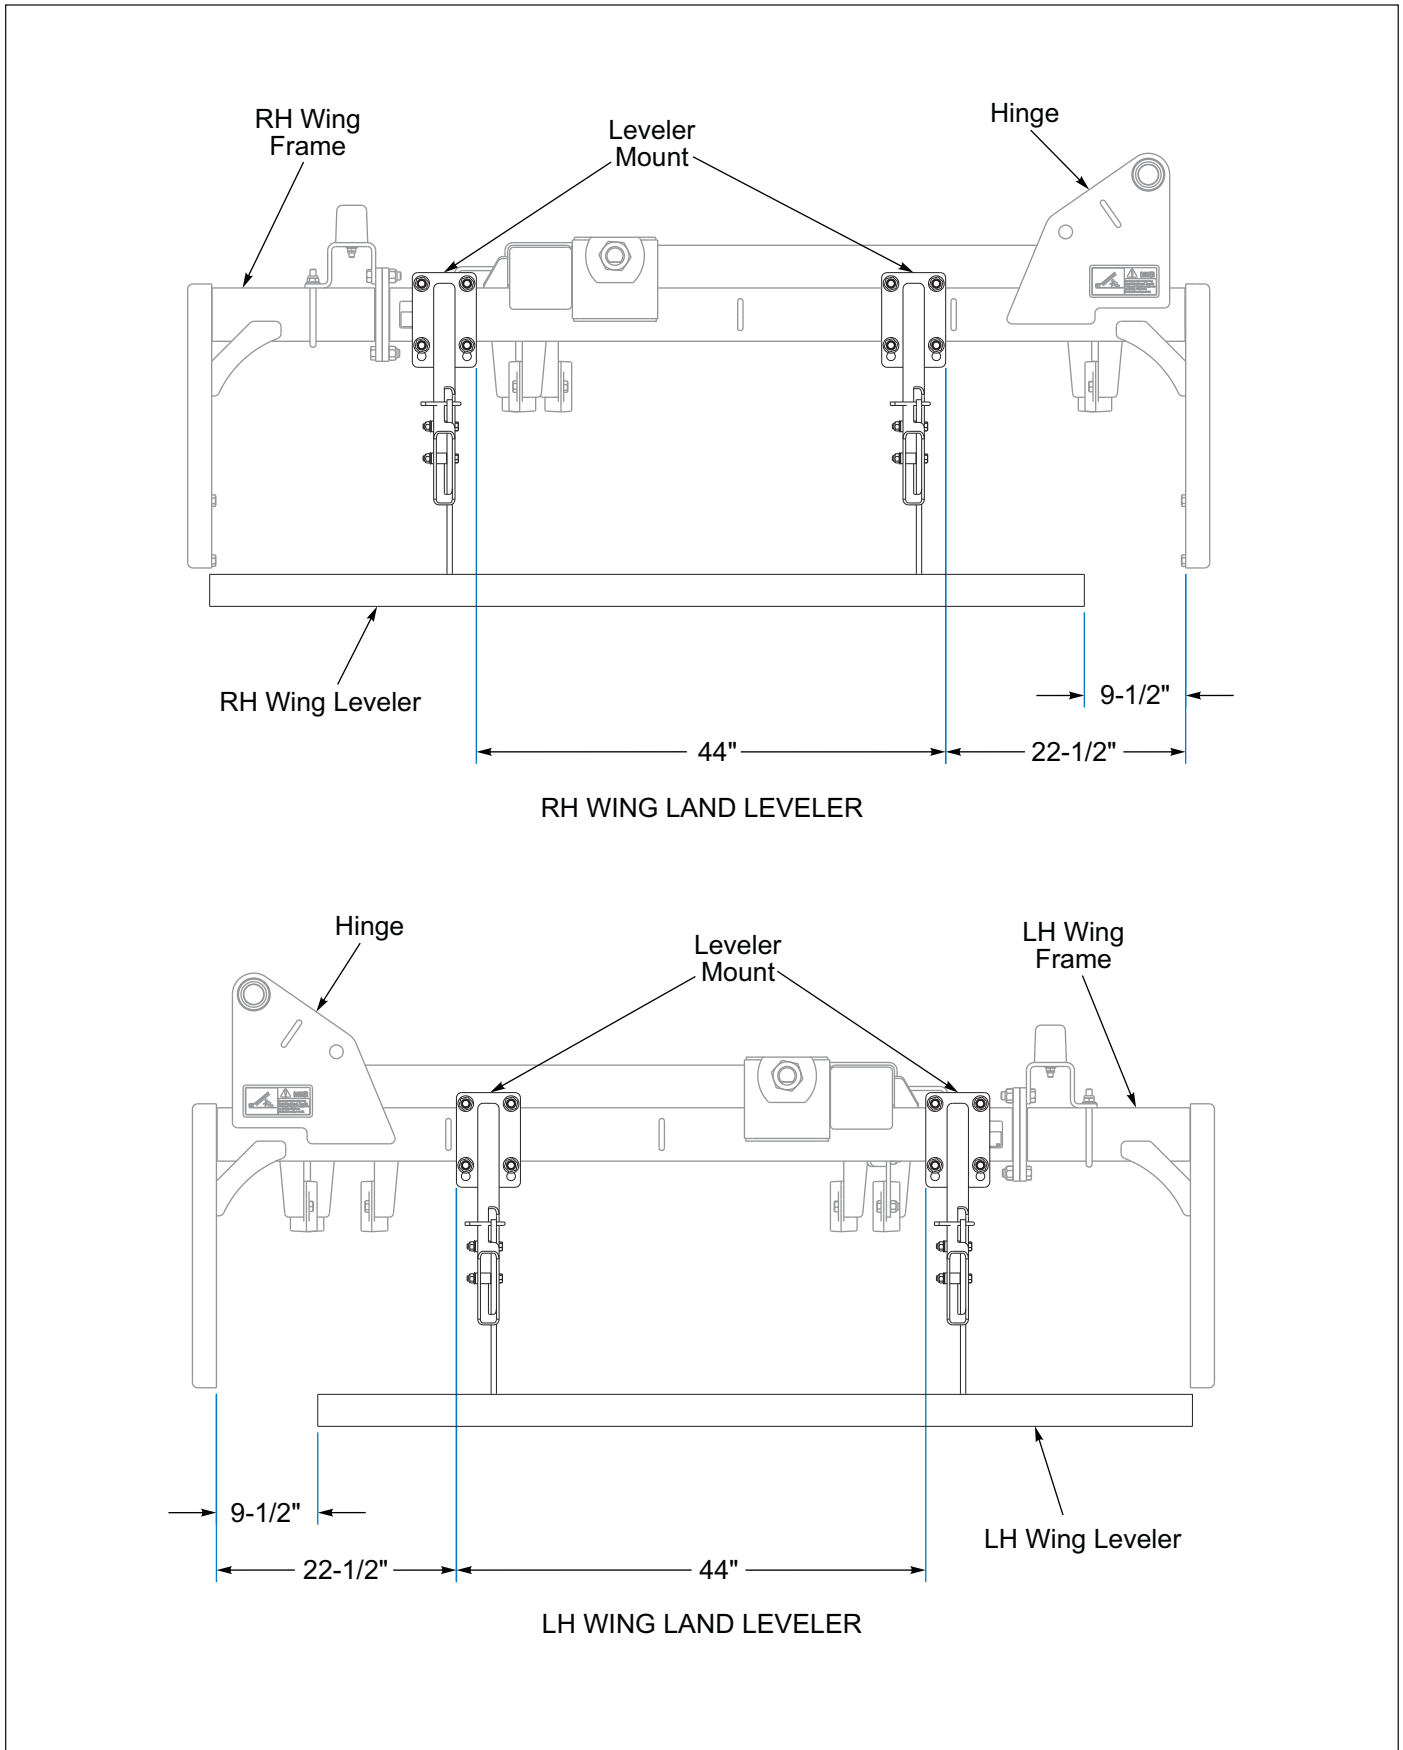 RH Wing
Frame
Leveler
Mount
Hinge
RH Wing Leveler
9-1/2"
44"
22-1/2"
RH WING LAND LEVELER
Hinge
Leveler
Mount
LH Wing
Frame
9-1/2"
LH Wing Leveler
22-1/2"
44"
LH WING LAND LEVELER